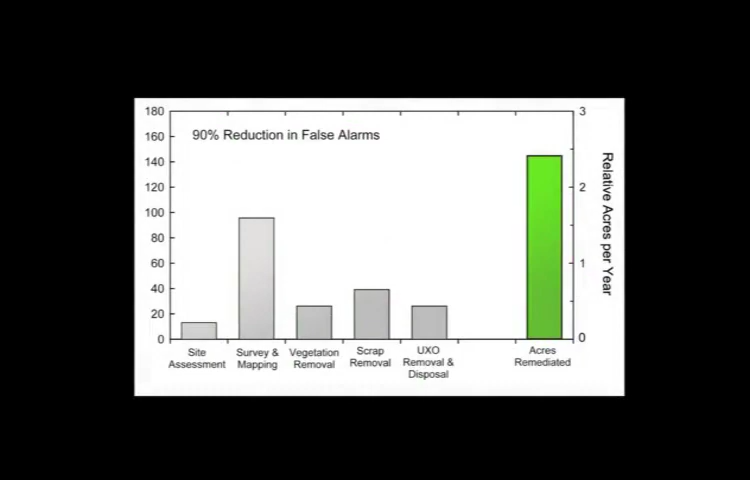 90% Reduction in False Alarms
180
160
140
120
100
80
60
40
20
0
3
2
1
0
Relative Acres per Year
Site
Assessment
Survey &
Mapping
Vegetation
Removal
Scrap
Removal
UXO
Removal &
Disposal
Acres
Remediated